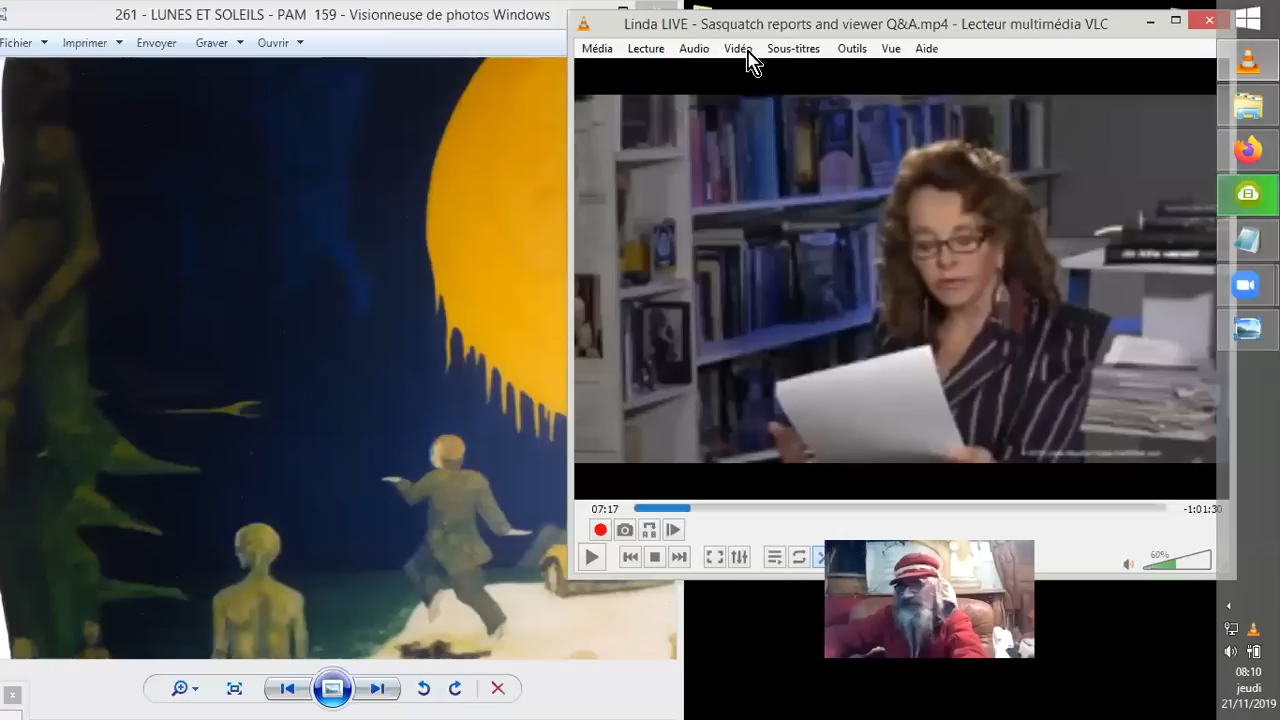 261 - LUNES ET SOLEILS - PAM 159 - Visionneuse de photos Windows
Fichier Imprimer Envoyer Graver Ouvrir
Linda LIVE - Sasquatch reports and viewer Q&A.mp4 - Lecteur multimédia VLC
Média Lecture Audio Vidéo Sous-titres Outils Vue Aide
07:17 -1:01:30
A B
60%
08:10
jeudi
21/11/2019